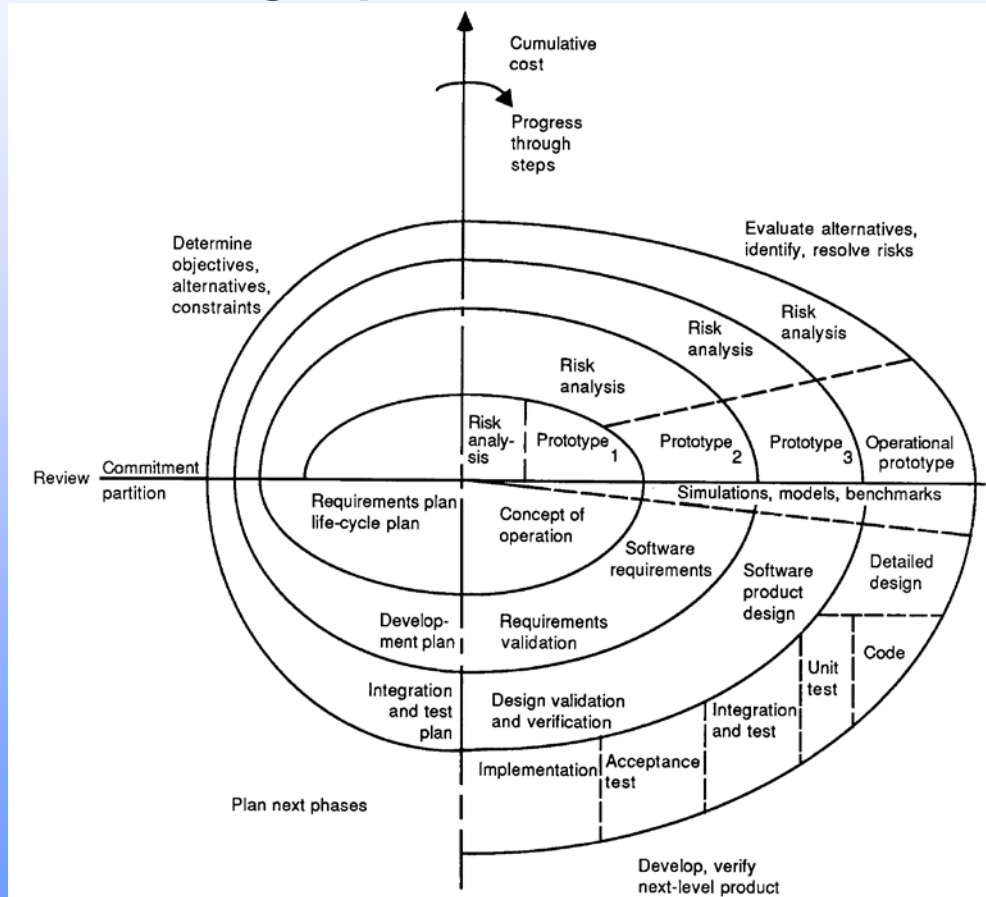 Cumulative
cost
Progress
through
steps
Determine
objectives,
alternatives,
constraints
Evaluate alternatives,
identify, resolve risks
Risk
analysis
Risk
analysis
Risk
analysis
Risk
analy-
sis
Prototype 1
Prototype 2
Prototype 3
Operational
prototype
Review
Commitment
partition
Simulations, models, benchmarks
Requirements plan
life-cycle plan
Concept of
operation
Software
requirements
Software
product
design
Detailed
design
Develop-
ment plan
Requirements
validation
Code
Unit
test
Integration
and test
plan
Design validation
and verification
Integration
and test
Acceptance
test
Implementation
Plan next phases
Develop, verify
next-level product